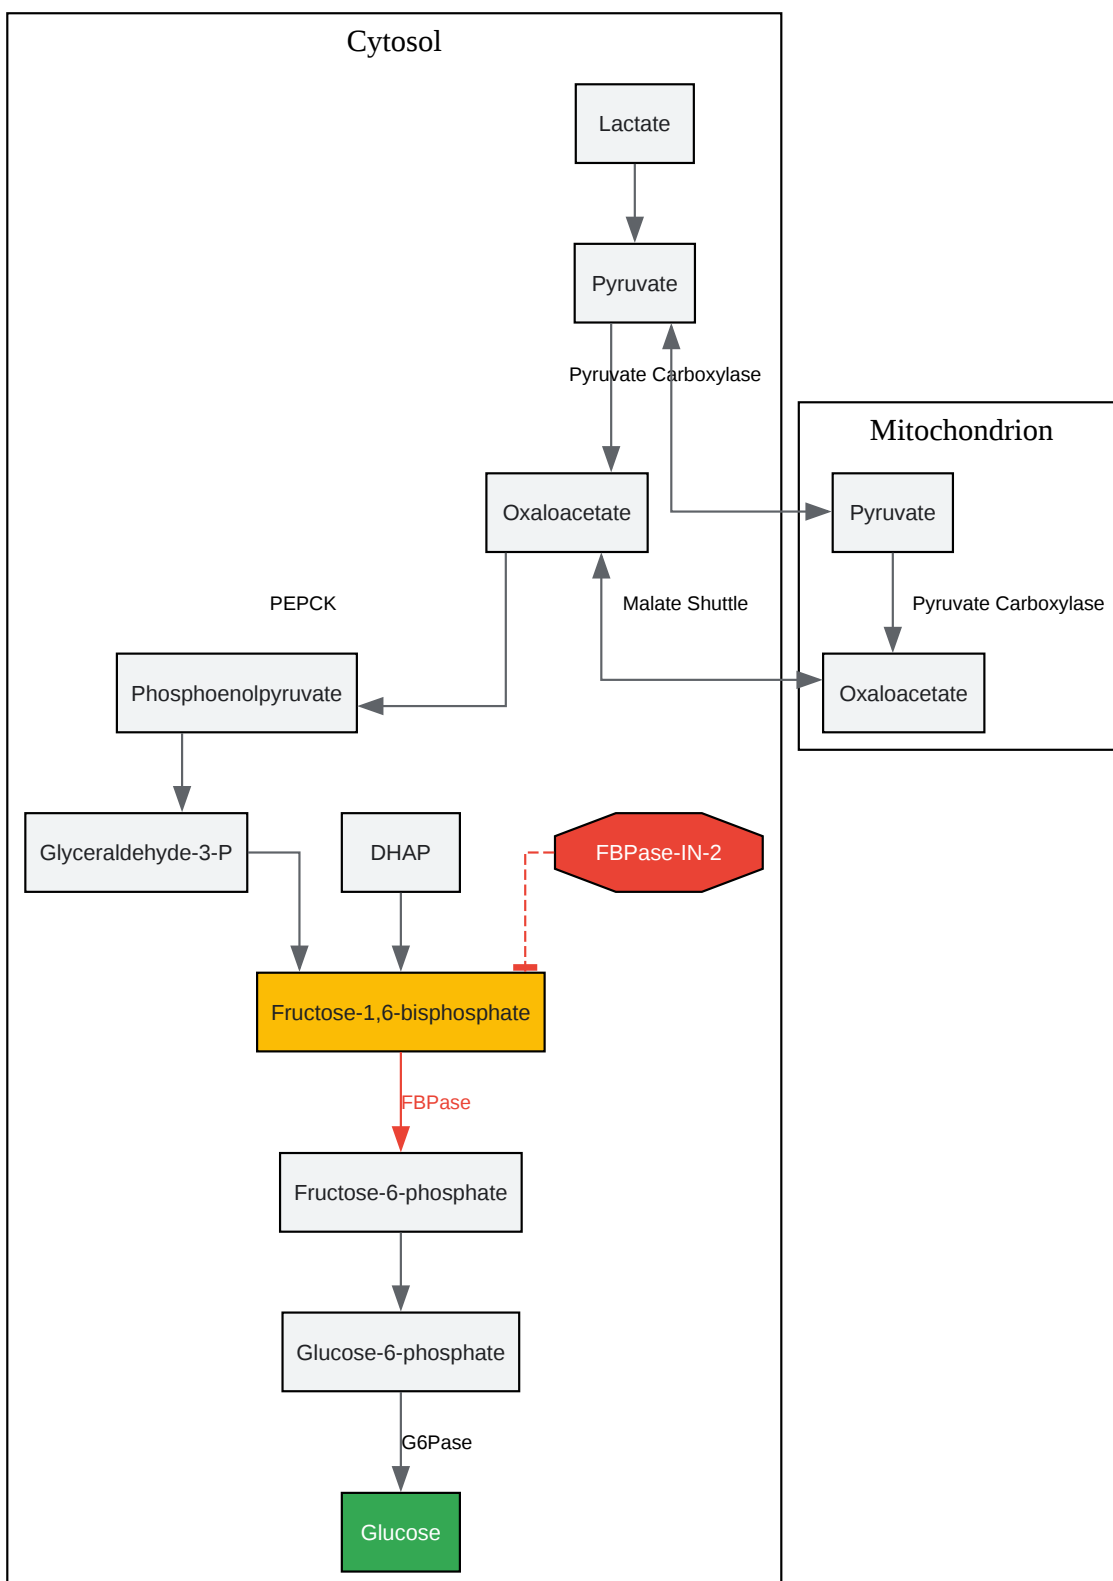 Cytosol
Lactate
Pyruvate
Pyruvate Carboxylase
Mitochondrion
Oxaloacetate
Pyruvate
PEPCK
Malate Shuttle
Pyruvate Carboxylase
Phosphoenolpyruvate
Oxaloacetate
Glyceraldehyde-3-P
DHAP
FBPase-IN-2
Fructose-1,6-bisphosphate
FBPase
Fructose-6-phosphate
Glucose-6-phosphate
G6Pase
Glucose